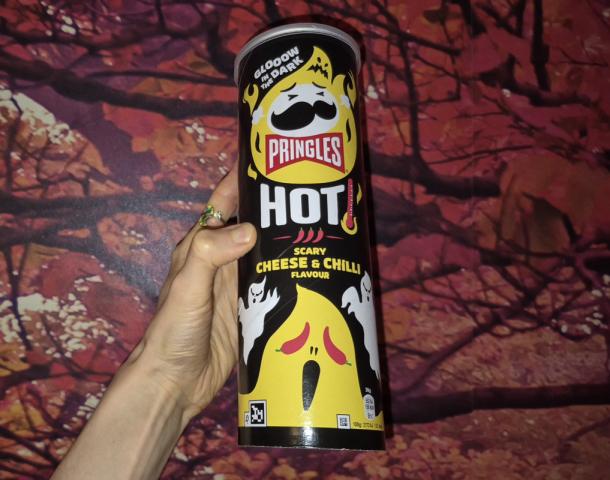 GLOOOW
IN
THE DARK
PRINGLES
HOT
SCARY
CHEESE & CHILLI
FLAVOUR